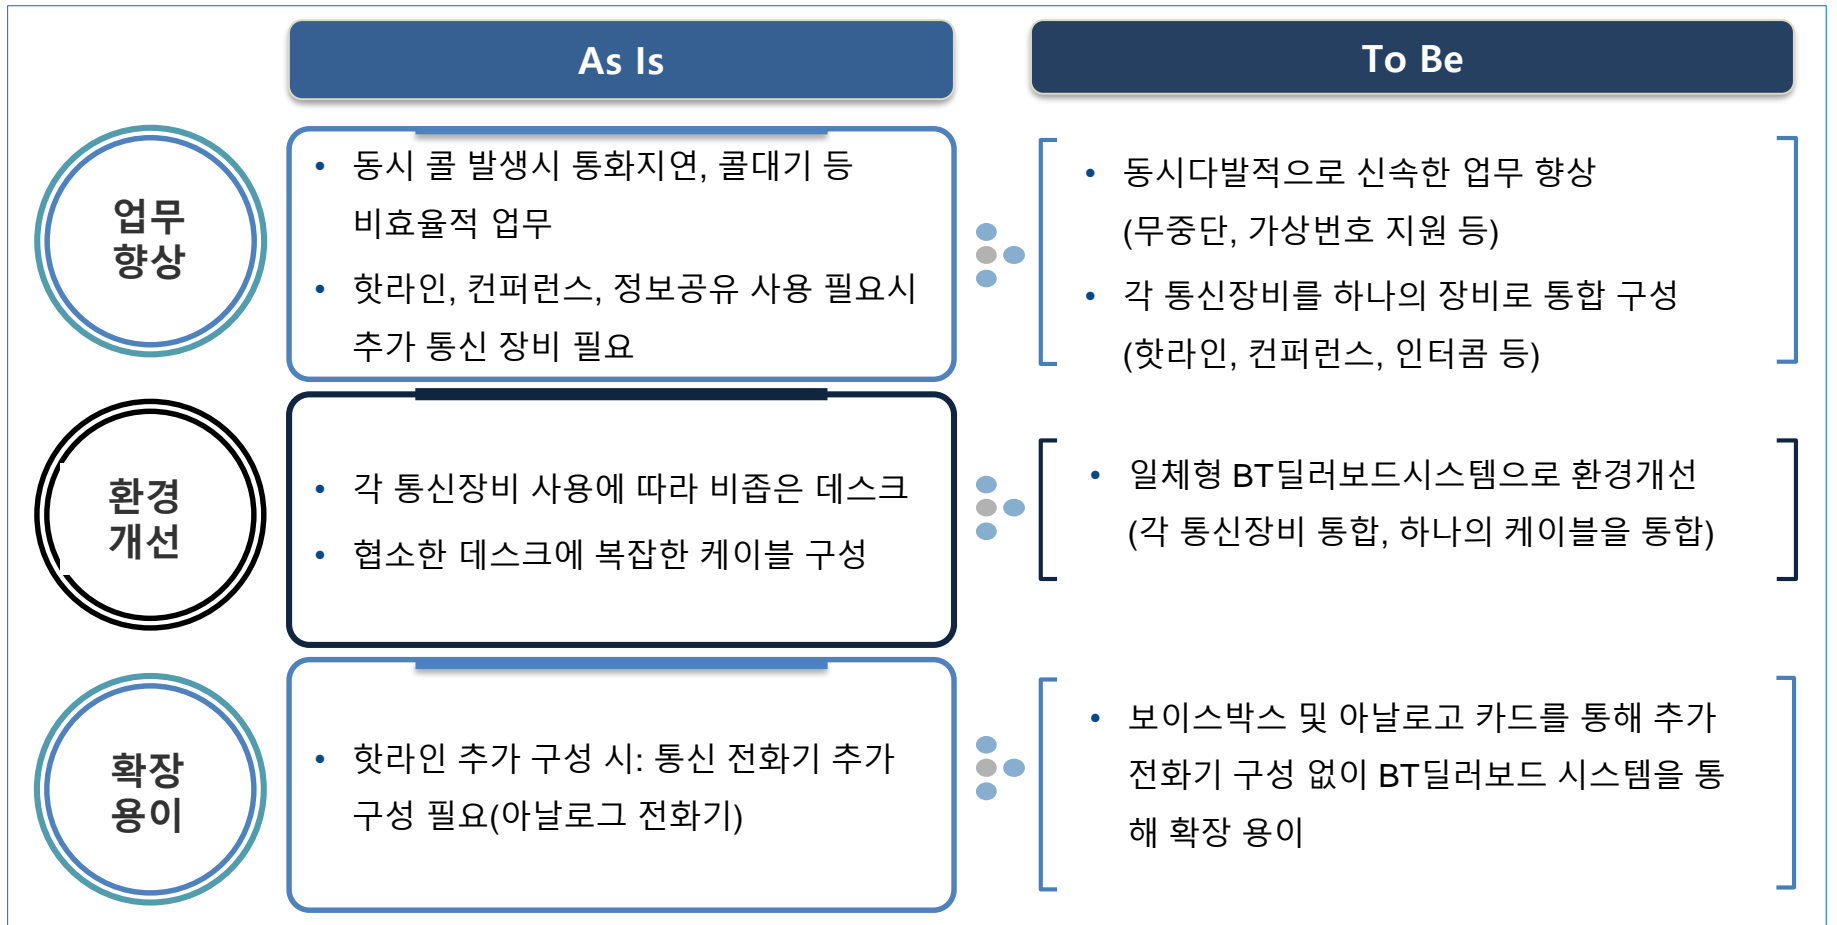 As Is
To Be
업무
향상
• 동시 콜 발생시 통화지연, 콜대기 등
비효율적 업무
• 핫라인, 컨퍼런스, 정보공유 사용 필요시
추가 통신 장비 필요
• 동시다발적으로 신속한 업무 향상
(무중단, 가상번호 지원 등)
• 각 통신장비를 하나의 장비로 통합 구성
(핫라인, 컨퍼런스, 인터콤 등)
환경
개선
• 각 통신장비 사용에 따라 비좁은 데스크
• 협소한 데스크에 복잡한 케이블 구성
• 일체형 BT딜러보드시스템으로 환경개선
(각 통신장비 통합, 하나의 케이블을 통합)
확장
용이
• 핫라인 추가 구성 시: 통신 전화기 추가
구성 필요(아날로그 전화기)
• 보이스박스 및 아날로고 카드를 통해 추가
전화기 구성 없이 BT딜러보드 시스템을 통
해 확장 용이